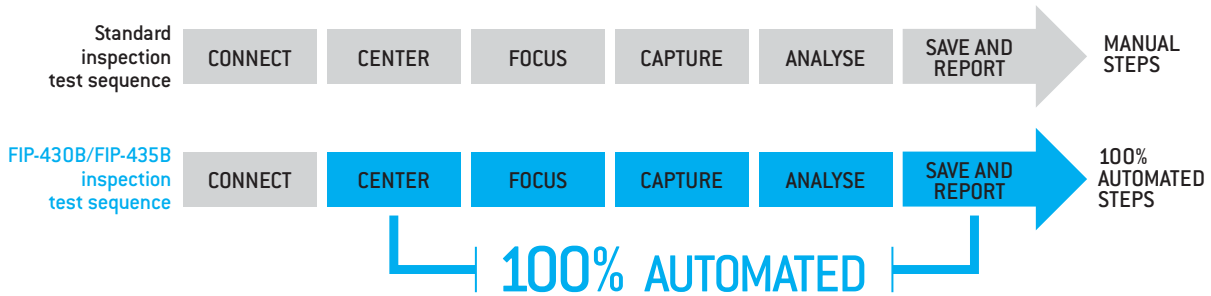 Standard
inspection
test sequence
CONNECT
CENTER
FOCUS
CAPTURE
ANALYSE
SAVE AND
REPORT
MANUAL
STEPS
FIP-430B/FIP-435B
inspection
test sequence
CONNECT
CENTER
FOCUS
CAPTURE
ANALYSE
SAVE AND
REPORT
100%
AUTOMATED
STEPS
100% AUTOMATED